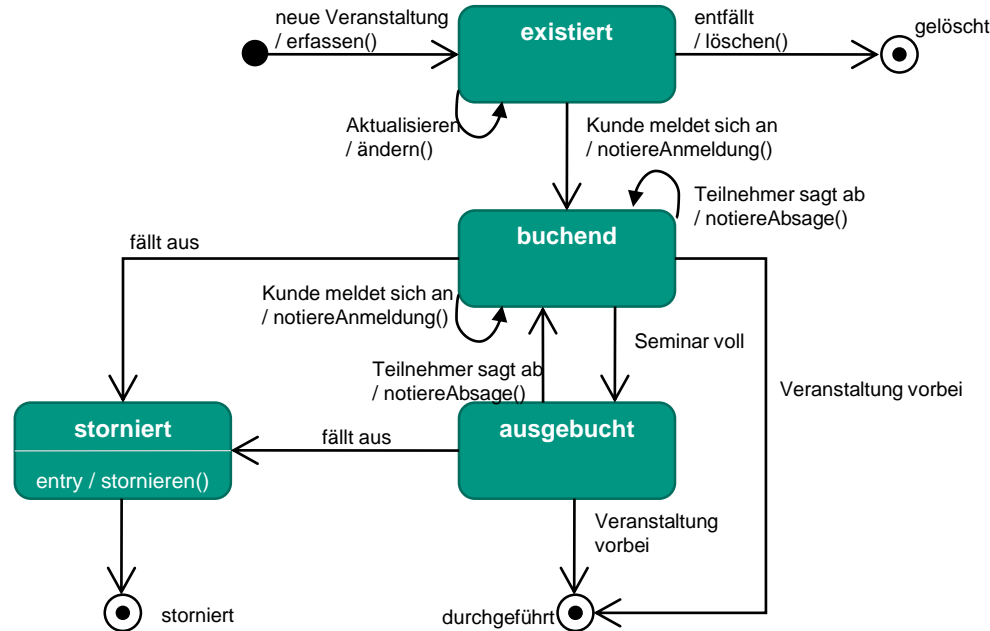 neue Veranstaltung
/ erfassen()
existiert
entfällt
/ löschen()
gelöscht
Aktualisieren
/ ändern()
Kunde meldet sich an
/ notiereAnmeldung()
Teilnehmer sagt ab
/ notiereAbsage()
buchend
fällt aus
Kunde meldet sich an
/ notiereAnmeldung()
Seminar voll
Teilnehmer sagt ab
/ notiereAbsage()
Veranstaltung vorbei
storniert
entry / stornieren()
fällt aus
ausgebucht
Veranstaltung
vorbei
storniert
durchgeführt